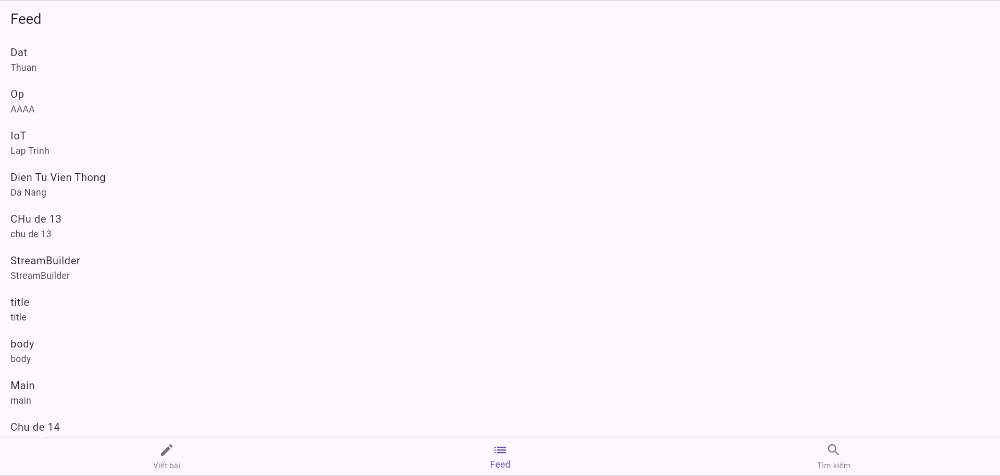 Feed
Dat
Thuan
Op
AAAA
IoT
Lap Trinh
Dien Tu Vien Thong
Da Nang
CHu de 13
chu de 13
StreamBuilder
StreamBuilder
title
title
body
body
Main
main
Chu de 14
Viết bài
Feed
Tìm kiếm